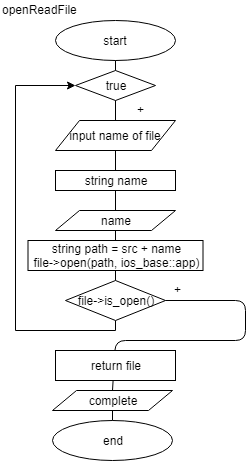 openReadFile
start
true
+
input name of file
string name
name
string path = src + name
file->open(path, ios_base::app)
file->is_open()
+
return file
complete
end